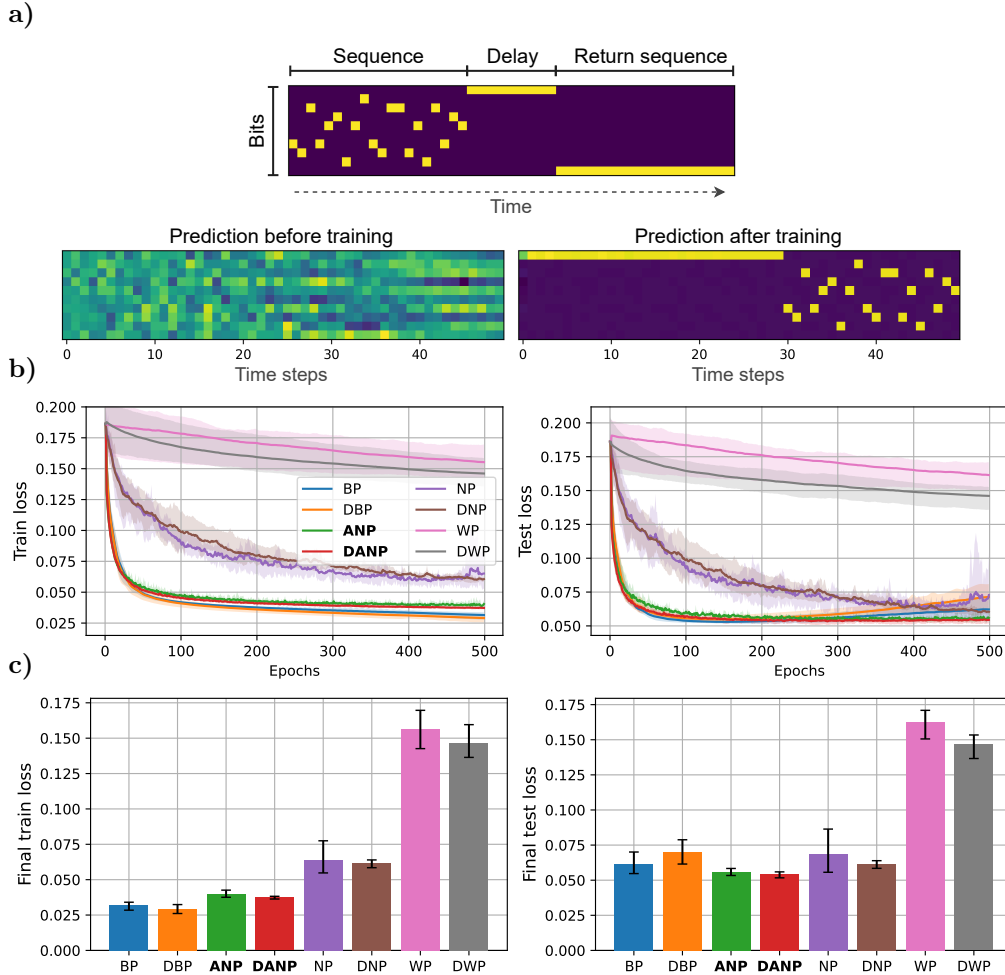 a)
Sequence Delay Return sequence
Bits
Time
Prediction before training Prediction after training
0 10 20 30 40 0 10 20 30 40
Time steps Time steps
b)
Train loss
0.200
0.175
0.150
0.125
0.100
0.075
0.050
0.025
BP NP
DBP DNP
ANP WP
DANP DWP
0 100 200 300 400 500
Epochs
Test loss
0.200
0.175
0.150
0.125
0.100
0.075
0.050
0 100 200 300 400 500
Epochs
c)
Final train loss
0.175
0.150
0.125
0.100
0.075
0.050
0.025
0.000
BP DBP ANP DANP NP DNP WP DWP
Final test loss
0.175
0.150
0.125
0.100
0.075
0.050
0.025
0.000
BP DBP ANP DANP NP DNP WP DWP